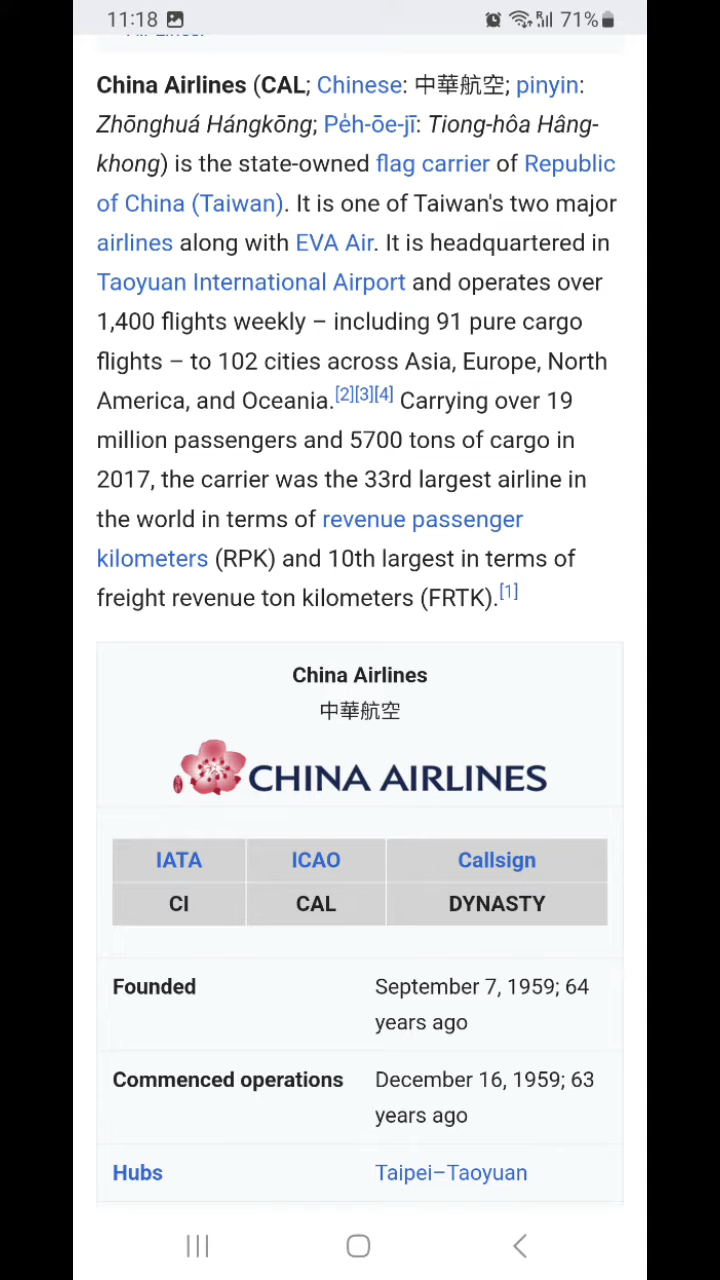 11:18 71%
China Airlines (CAL; Chinese: 中華航空; pinyin:
Zhōnghuá Hángkōng; Pe̍h-ōe-jī: Tiong-hôa Hâng-
khong) is the state-owned flag carrier of Republic
of China (Taiwan). It is one of Taiwan's two major
airlines along with EVA Air. It is headquartered in
Taoyuan International Airport and operates over
1,400 flights weekly – including 91 pure cargo
flights – to 102 cities across Asia, Europe, North
America, and Oceania.[2][3][4] Carrying over 19
million passengers and 5700 tons of cargo in
2017, the carrier was the 33rd largest airline in
the world in terms of revenue passenger
kilometers (RPK) and 10th largest in terms of
freight revenue ton kilometers (FRTK).[1]
China Airlines
中華航空
CHINA AIRLINES
IATA ICAO Callsign
CI CAL DYNASTY
Founded September 7, 1959; 64
years ago
Commenced operations December 16, 1959; 63
years ago
Hubs Taipei–Taoyuan